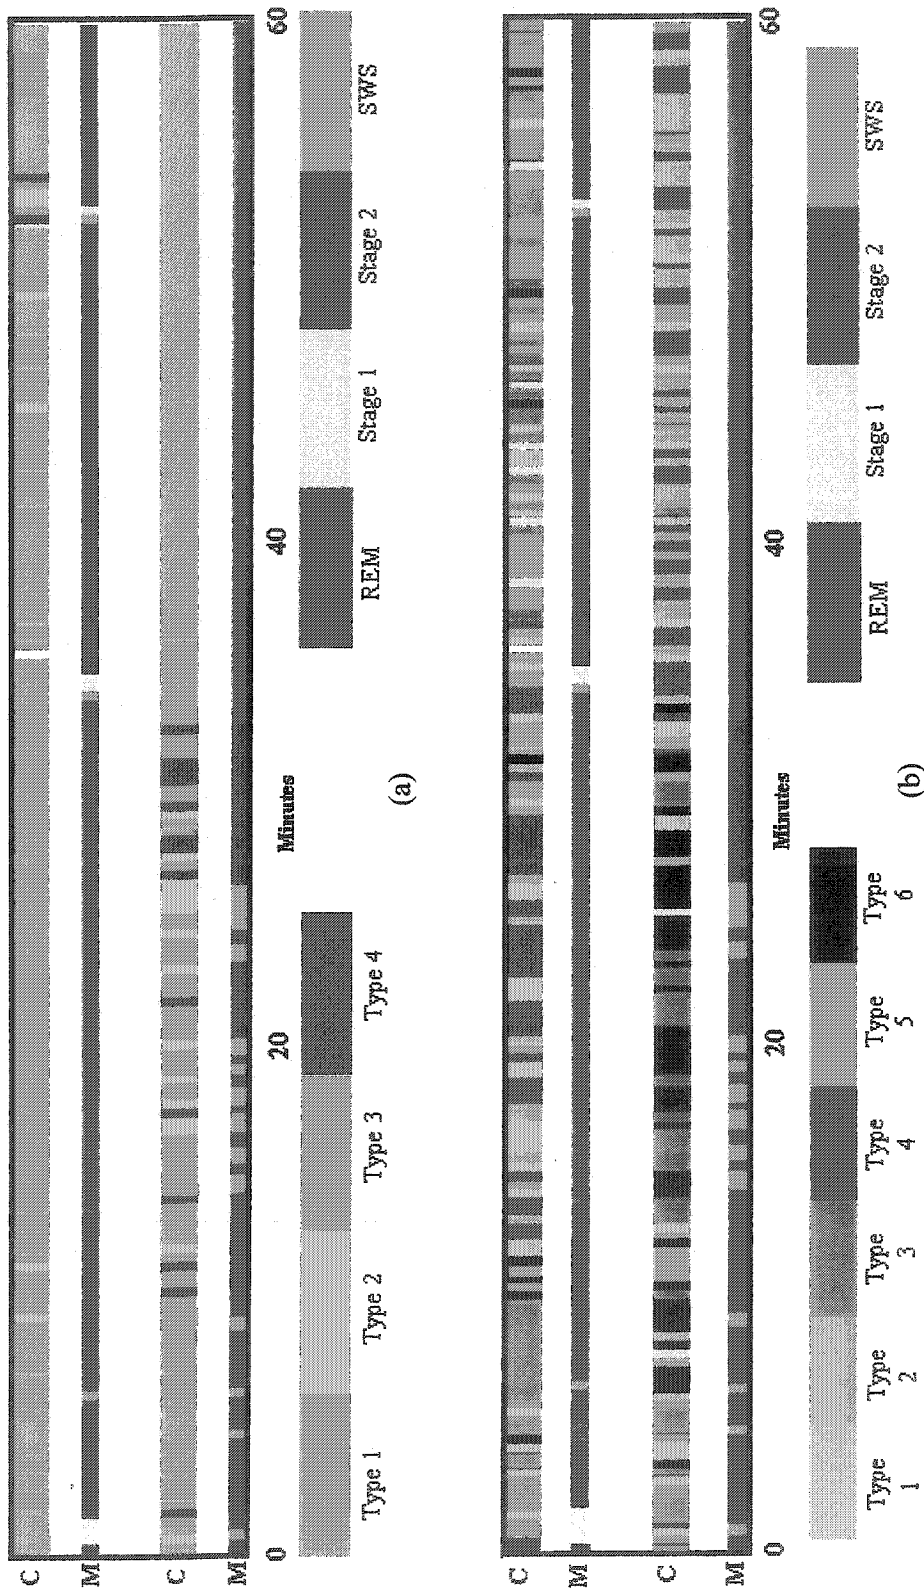 C
M
C
M
0 20 40 60
Minutes
Type 1 Type 2 Type 3 Type 4 REM Stage 1 Stage 2 SWS
(a)
C
M
C
M
0 20 40 60
Minutes
Type 1 Type 2 Type 3 Type 4 Type 5 Type 6 REM Stage 1 Stage 2 SWS
(b)